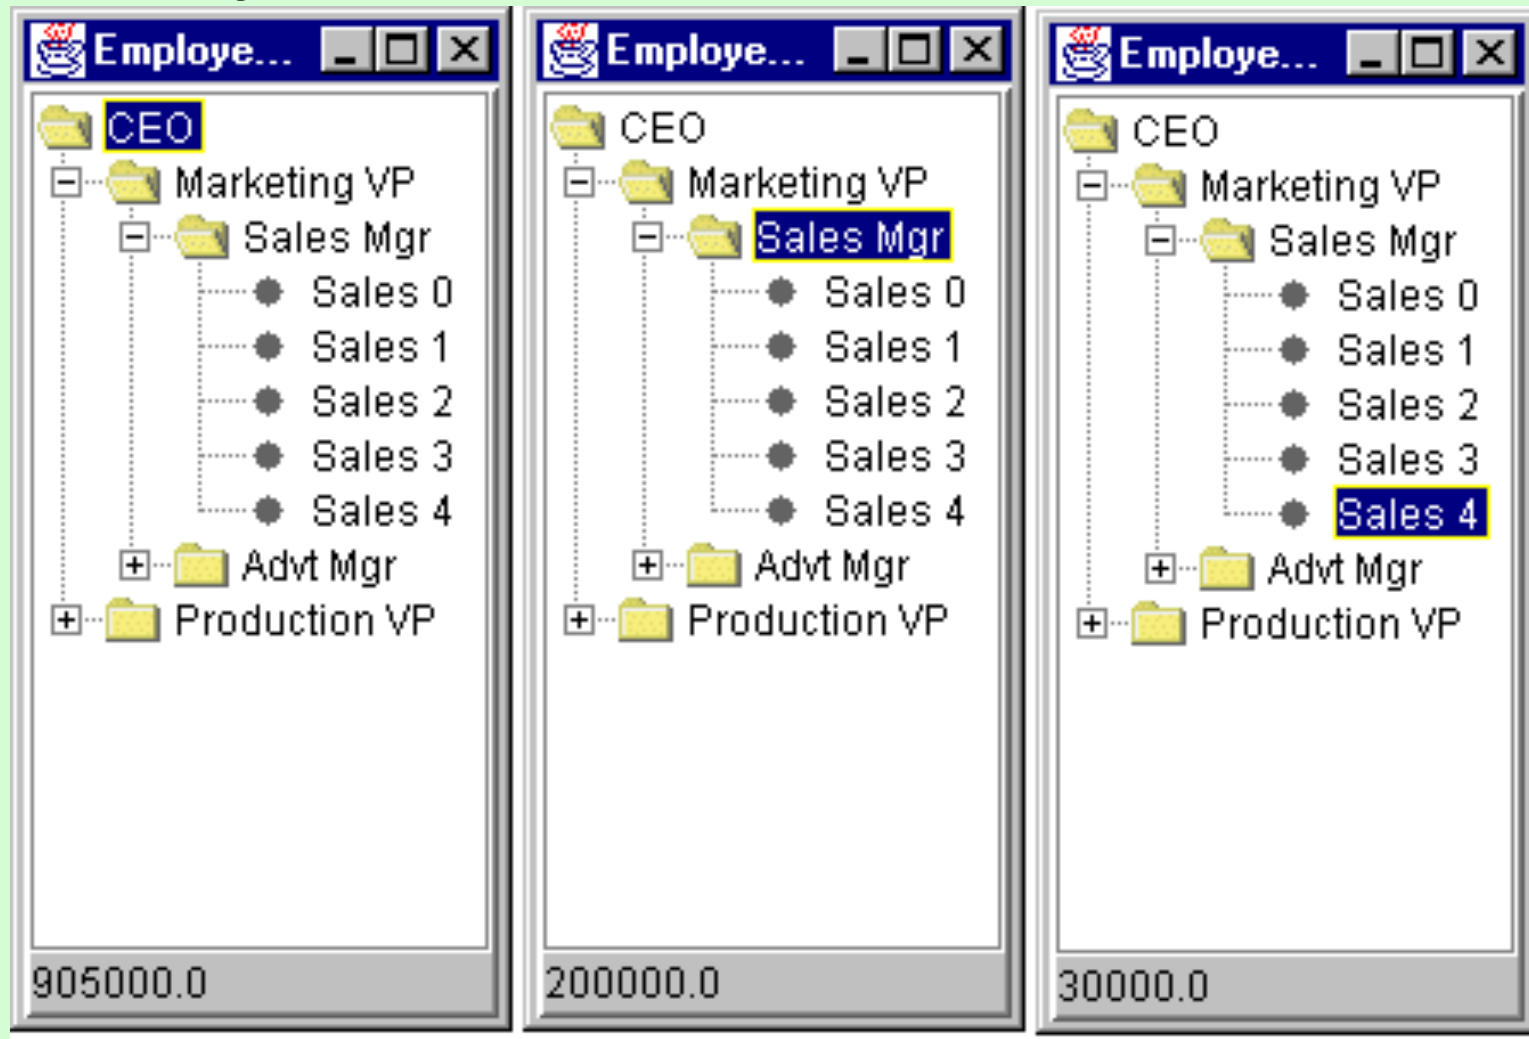 Employe...
CEO
Marketing VP
Sales Mgr
Sales 0
Sales 1
Sales 2
Sales 3
Sales 4
Advt Mgr
Production VP
905000.0
Employe...
CEO
Marketing VP
Sales Mgr
Sales 0
Sales 1
Sales 2
Sales 3
Sales 4
Advt Mgr
Production VP
200000.0
Employe...
CEO
Marketing VP
Sales Mgr
Sales 0
Sales 1
Sales 2
Sales 3
Sales 4
Advt Mgr
Production VP
30000.0